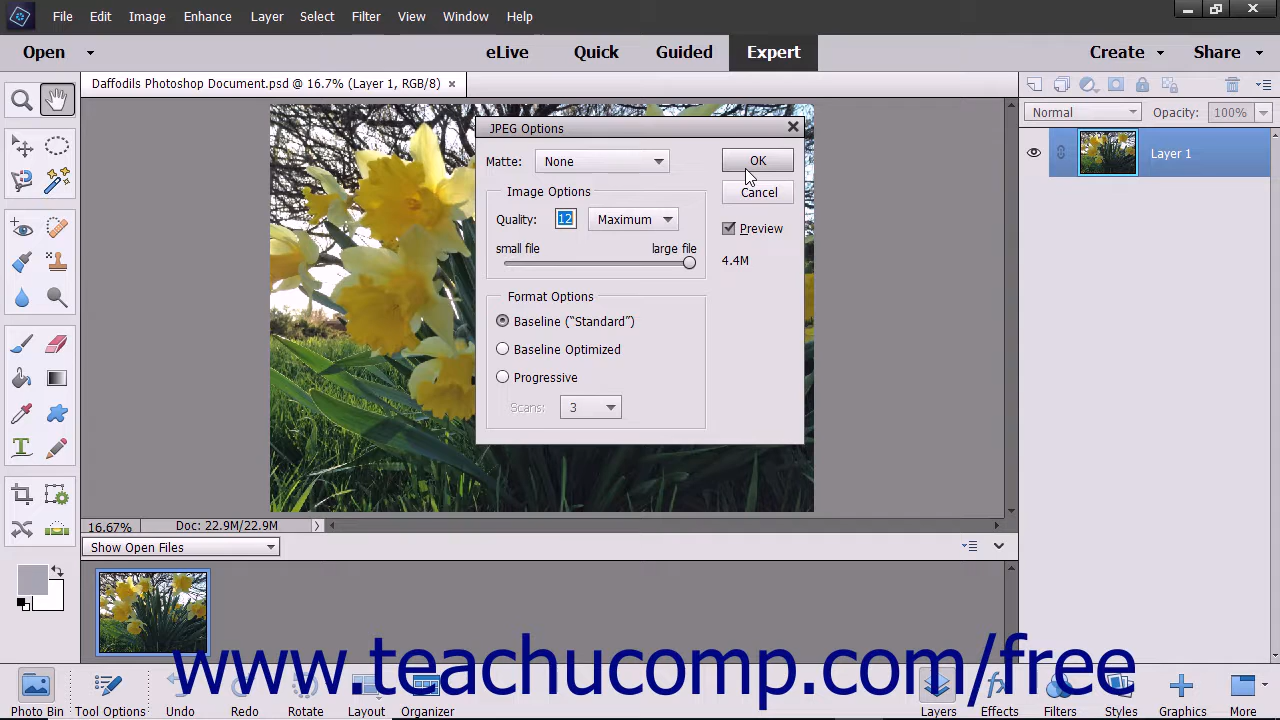 File Edit Image Enhance Layer Select Filter View Window Help
Open eLive Quick Guided Expert Create Share
Daffodils Photoshop Document.psd @ 16.7% (Layer 1, RGB/8) ×
Normal Opacity: 100%
Layer 1
JPEG Options
Matte: None OK
Cancel
Image Options
Quality: 12 Maximum
Preview
small file large file
4.4M
Format Options
Baseline (“Standard”)
Baseline Optimized
Progressive
Scans: 3
16.67% Doc: 22.9M/22.9M
Show Open Files
www.teachucomp.com/free
Photo Bin Tool Options Undo Redo Rotate Layout Organizer Layers Effects Filters Styles Graphics More